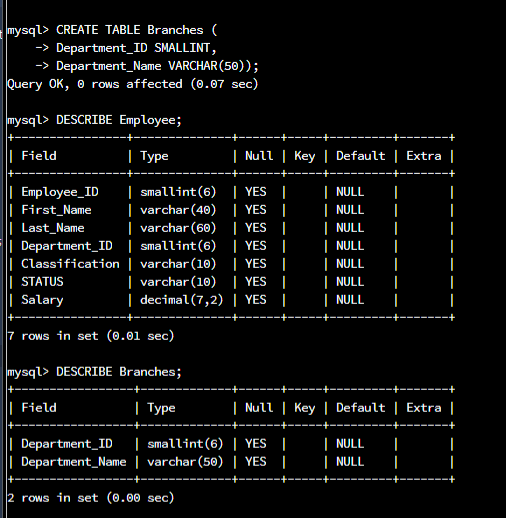 mysql> CREATE TABLE Branches (
    -> Department_ID SMALLINT,
    -> Department_Name VARCHAR(50));
Query OK, 0 rows affected (0.07 sec)

mysql> DESCRIBE Employee;
+----------------+--------------+------+-----+---------+-------+
| Field          | Type         | Null | Key | Default | Extra |
+----------------+--------------+------+-----+---------+-------+
| Employee_ID    | smallint(6)  | YES  |     | NULL    |       |
| First_Name     | varchar(40)  | YES  |     | NULL    |       |
| Last_Name      | varchar(60)  | YES  |     | NULL    |       |
| Department_ID  | smallint(6)  | YES  |     | NULL    |       |
| Classification | varchar(10)  | YES  |     | NULL    |       |
| STATUS         | varchar(10)  | YES  |     | NULL    |       |
| Salary         | decimal(7,2) | YES  |     | NULL    |       |
+----------------+--------------+------+-----+---------+-------+
7 rows in set (0.01 sec)

mysql> DESCRIBE Branches;
+-----------------+-------------+------+-----+---------+-------+
| Field           | Type        | Null | Key | Default | Extra |
+-----------------+-------------+------+-----+---------+-------+
| Department_ID   | smallint(6) | YES  |     | NULL    |       |
| Department_Name | varchar(50) | YES  |     | NULL    |       |
+-----------------+-------------+------+-----+---------+-------+
2 rows in set (0.00 sec)